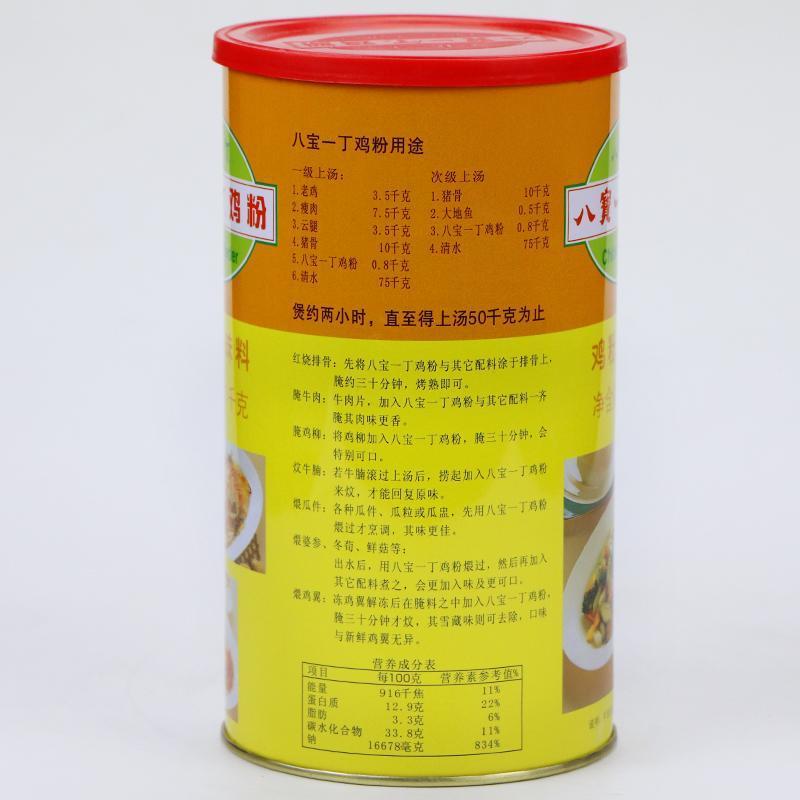 八宝一丁鸡粉用途
一级上汤：
1.老鸡 3.5千克
2.瘦肉 7.5千克
3.云腿 3.5千克
4.猪骨 10千克
5.八宝一丁鸡粉 0.8千克
6.清水 75千克
次级上汤
1.猪骨 10千克
2.大地鱼 0.5千克
3.八宝一丁鸡粉 0.8千克
4.清水 75千克
煲约两小时，直至得上汤50千克为止
红烧排骨：先将八宝一丁鸡粉与其它配料涂于排骨上，
腌约三十分钟，烤熟即可。
腌牛肉：牛肉片，加入八宝一丁鸡粉与其它配料一齐
腌其肉味更香。
腌鸡柳：将鸡柳加入八宝一丁鸡粉，腌三十分钟，会
特别可口。
炆牛腩：若牛腩滚过上汤后，捞起加入八宝一丁鸡粉
来炆，才能回复原味。
煨瓜件：各种瓜件、瓜粒或瓜盅，先用八宝一丁鸡粉
煨过才烹调，其味更佳。
煨婆参、冬菇、鲜菇等：
出水后，用八宝一丁鸡粉煨过，然后再加入
其它配料煮之，会更加入味及更可口。
煨鸡翼：冻鸡翼解冻后在腌料之中加入八宝一丁鸡粉，
腌三十分钟才炆，其雪藏味则可去除，口味
与新鲜鸡翼无异。
营养成分表
项目 每100克 营养素参考值%
能量 916千焦 11%
蛋白质 12.9克 22%
脂肪 3.3克 6%
碳水化合物 33.8克 11%
钠 16678毫克 834%
鸡粉
料
千克
八寶
鸡
净含